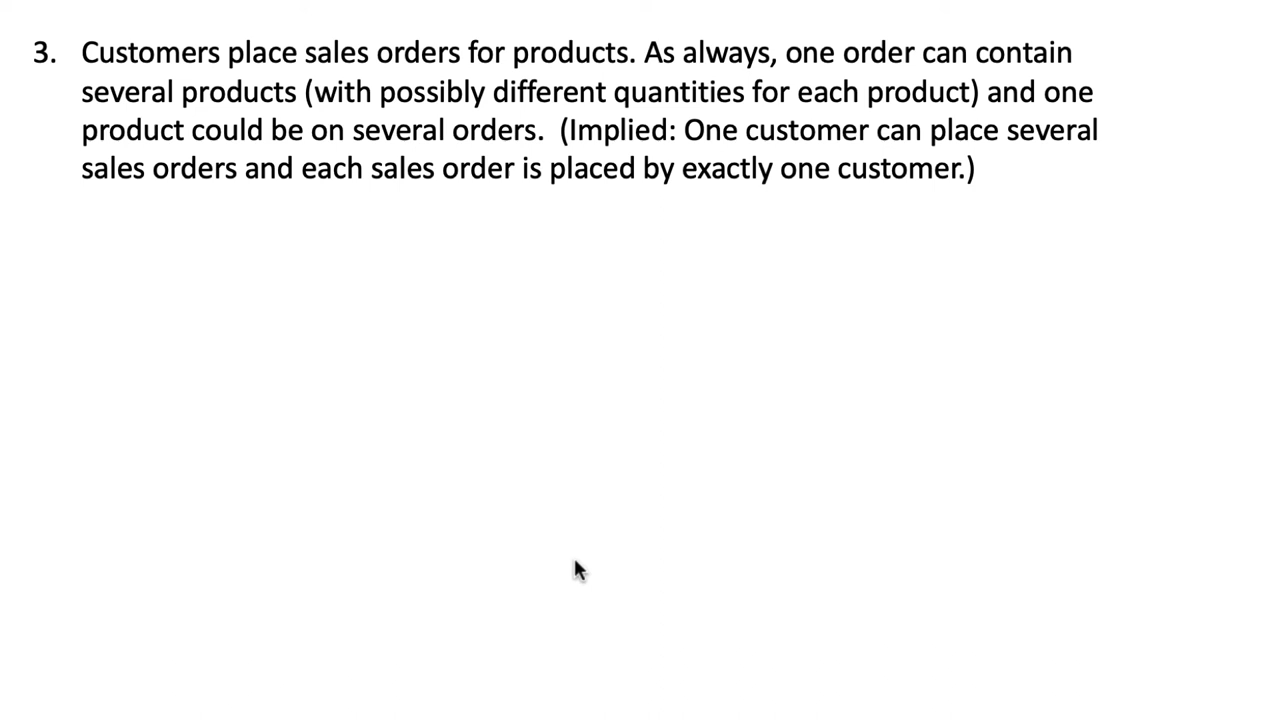 3. Customers place sales orders for products. As always, one order can contain
several products (with possibly different quantities for each product) and one
product could be on several orders.  (Implied: One customer can place several
sales orders and each sales order is placed by exactly one customer.)